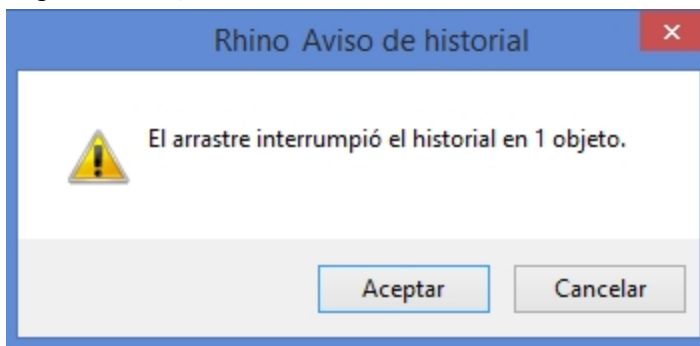 Rhino Aviso de historial
El arrastre interrumpió el historial en 1 objeto.
Aceptar
Cancelar